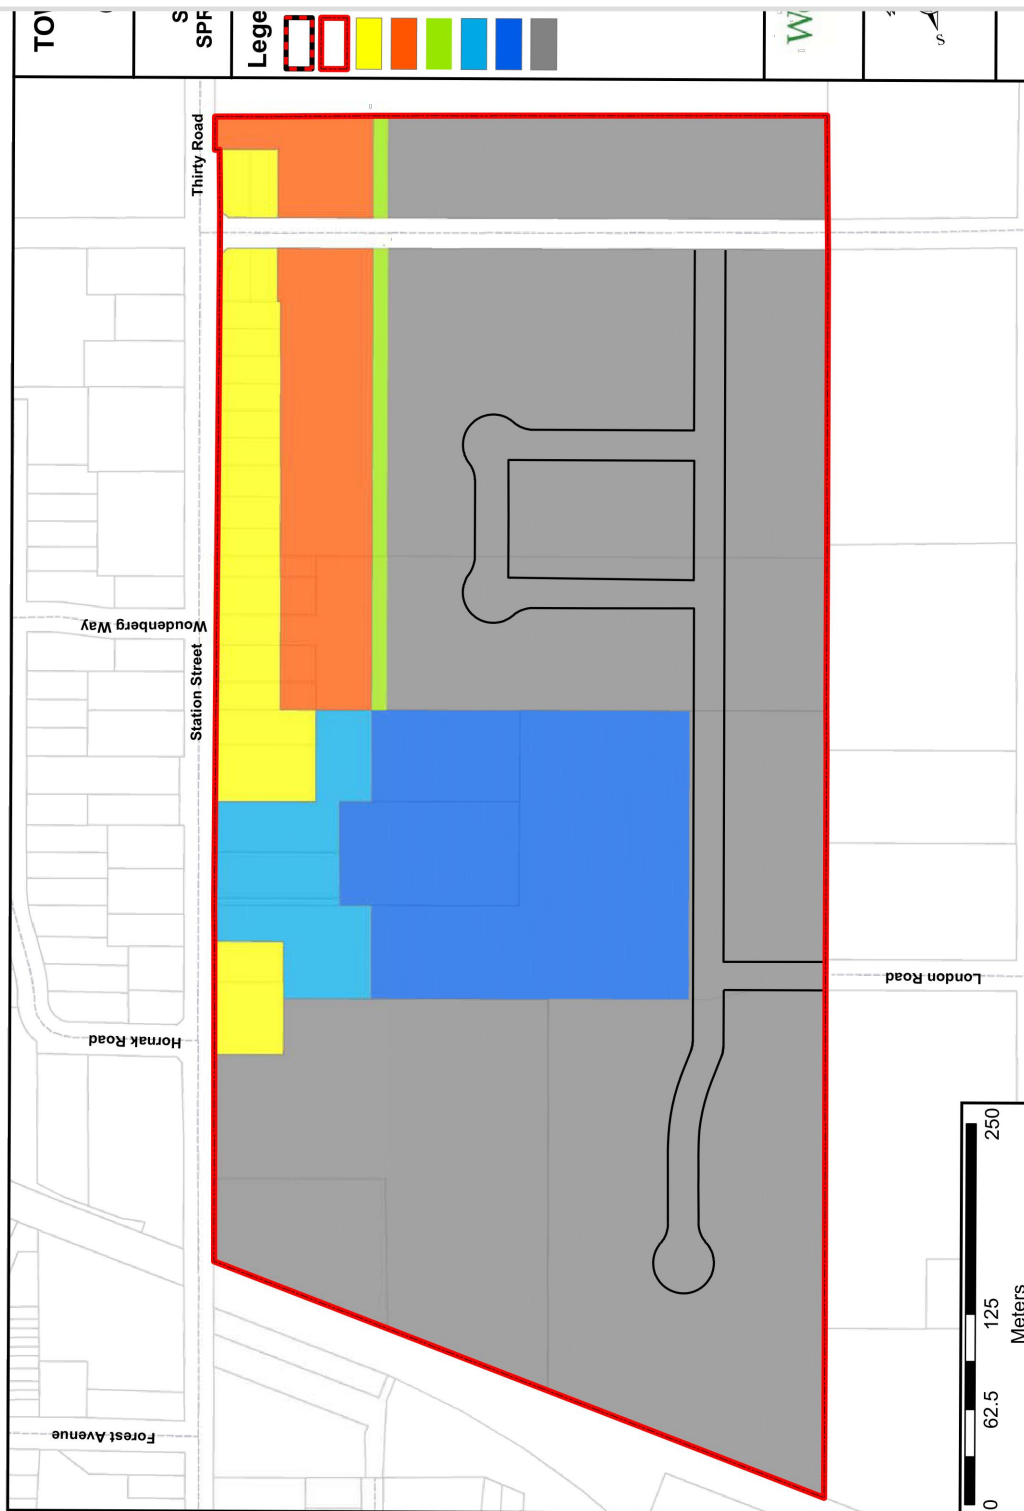 SPR
Lege
S
Thirty Road
Woudenberg Way
Station Street
Hornak Road
London Road
Forest Avenue
250
125
62.5
0
Meters